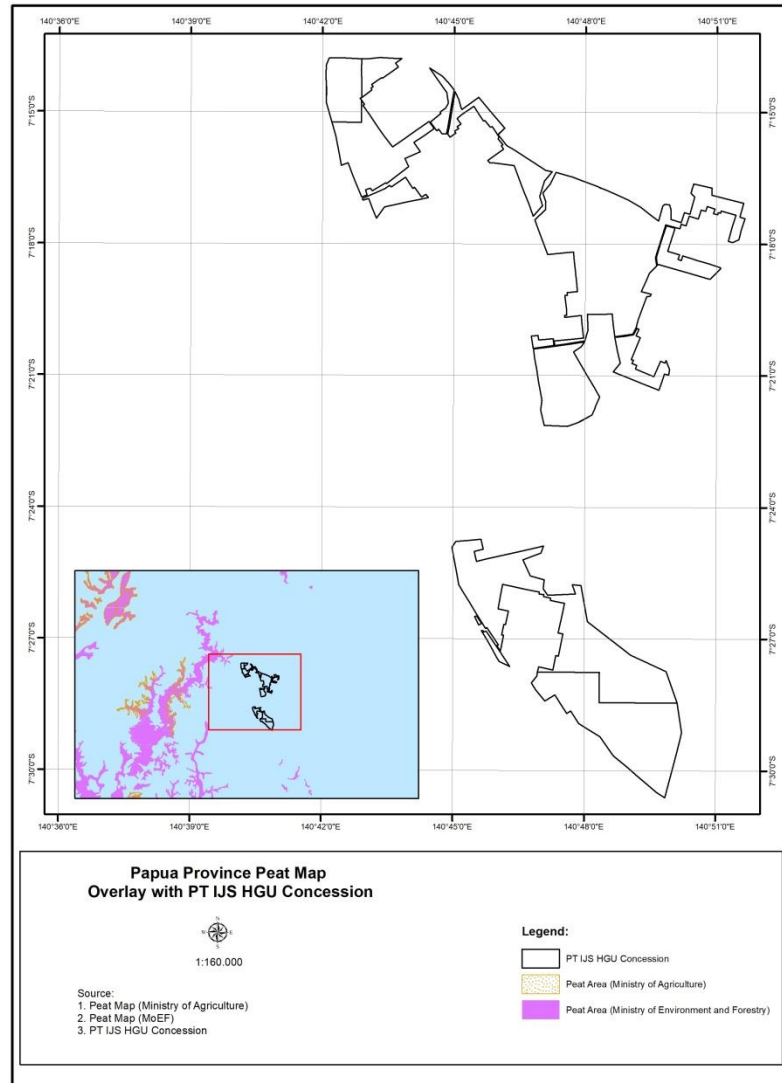 140°36'0"E 140°39'0"E 140°42'0"E 140°45'0"E 140°48'0"E 140°51'0"E
7°15'0"S 7°15'0"S
7°18'0"S 7°18'0"S
7°21'0"S 7°21'0"S
7°24'0"S 7°24'0"S
7°27'0"S 7°27'0"S
7°30'0"S 7°30'0"S
140°36'0"E 140°39'0"E 140°42'0"E 140°45'0"E 140°48'0"E 140°51'0"E
Papua Province Peat Map
Overlay with PT IJS HGU Concession
N
W E
S
1:160.000
Source:
1. Peat Map (Ministry of Agriculture)
2. Peat Map (MoEF)
3. PT IJS HGU Concession
Legend:
PT IJS HGU Concession
Peat Area (Ministry of Agriculture)
Peat Area (Ministry of Environment and Forestry)